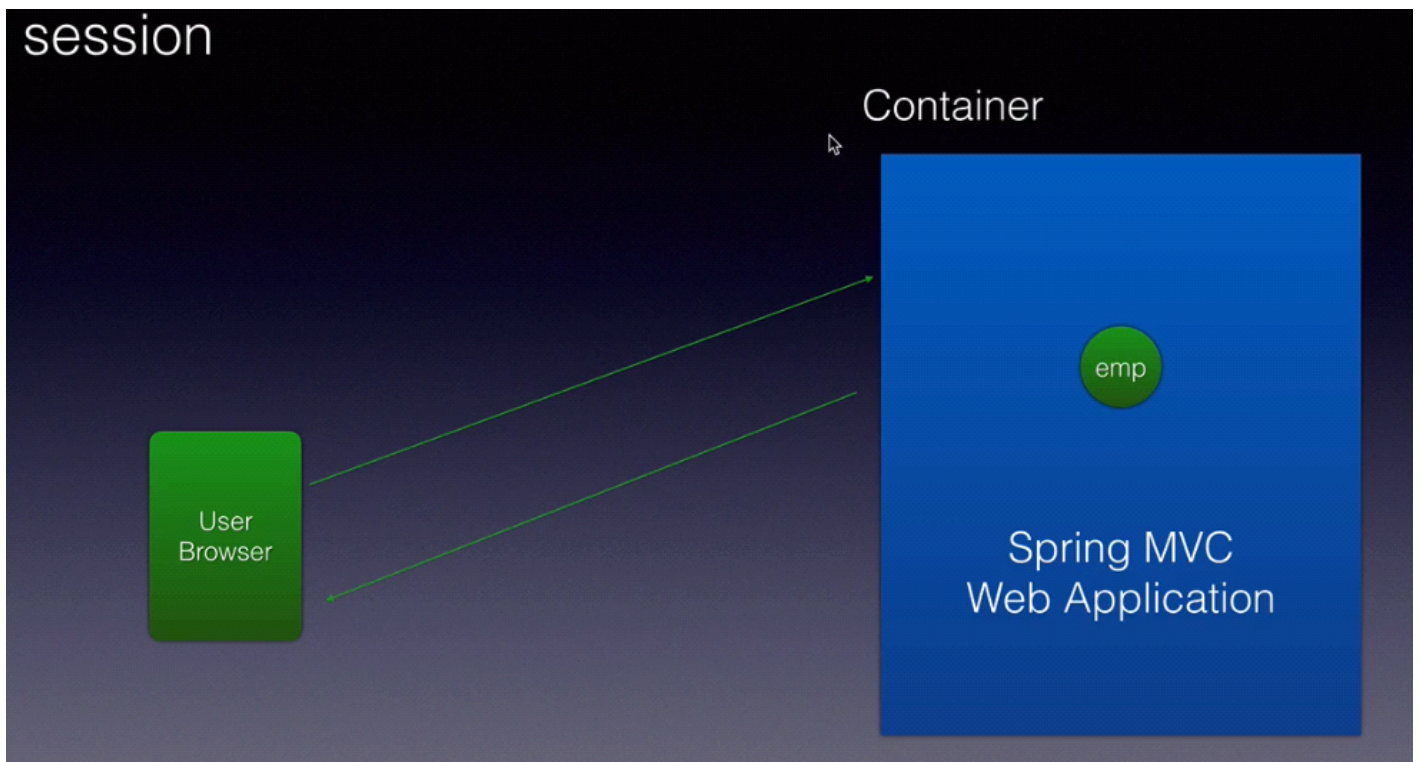 session
Container
emp
User
Browser
Spring MVC
Web Application